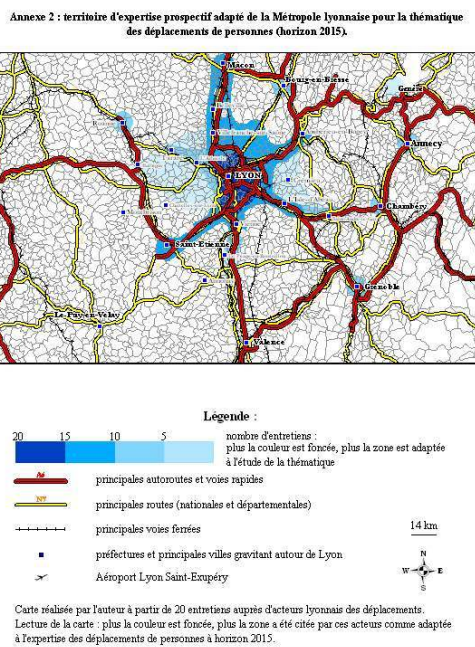 Annexe 2 : territoire d'expertise prospectif adapté de la Métropole lyonnaise pour la thématique
des déplacements de personnes (horizon 2015).
Mâcon
Bourg-en-Bresse
Genève
Annecy
LYON
Chambéry
Saint-Etienne
Grenoble
Le-Puy-en-Velay
Valence
Légende :
20 15 10 5
nombre d'entretiens :
plus la couleur est foncée, plus la zone est adaptée
à l'étude de la thématique
principales autoroutes et voies rapides
principales routes (nationales et départementales)
principales voies ferrées
14 km
préfectures et principales villes gravitant autour de Lyon
Aéroport Lyon Saint-Exupéry
N
W E
S
Carte réalisée par l'auteur à partir de 20 entretiens auprès d'acteurs lyonnais des déplacements.
Lecture de la carte : plus la couleur est foncée, plus la zone a été citée par ces acteurs comme adaptée
à l'expertise des déplacements de personnes à horizon 2015.